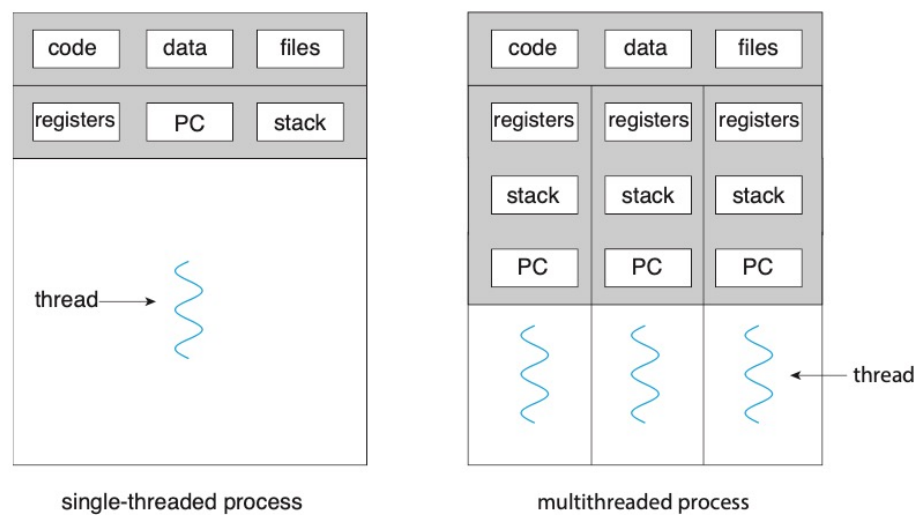 code data files code data files
registers PC stack registers registers registers
stack stack stack
PC PC PC
thread
thread
single-threaded process multithreaded process